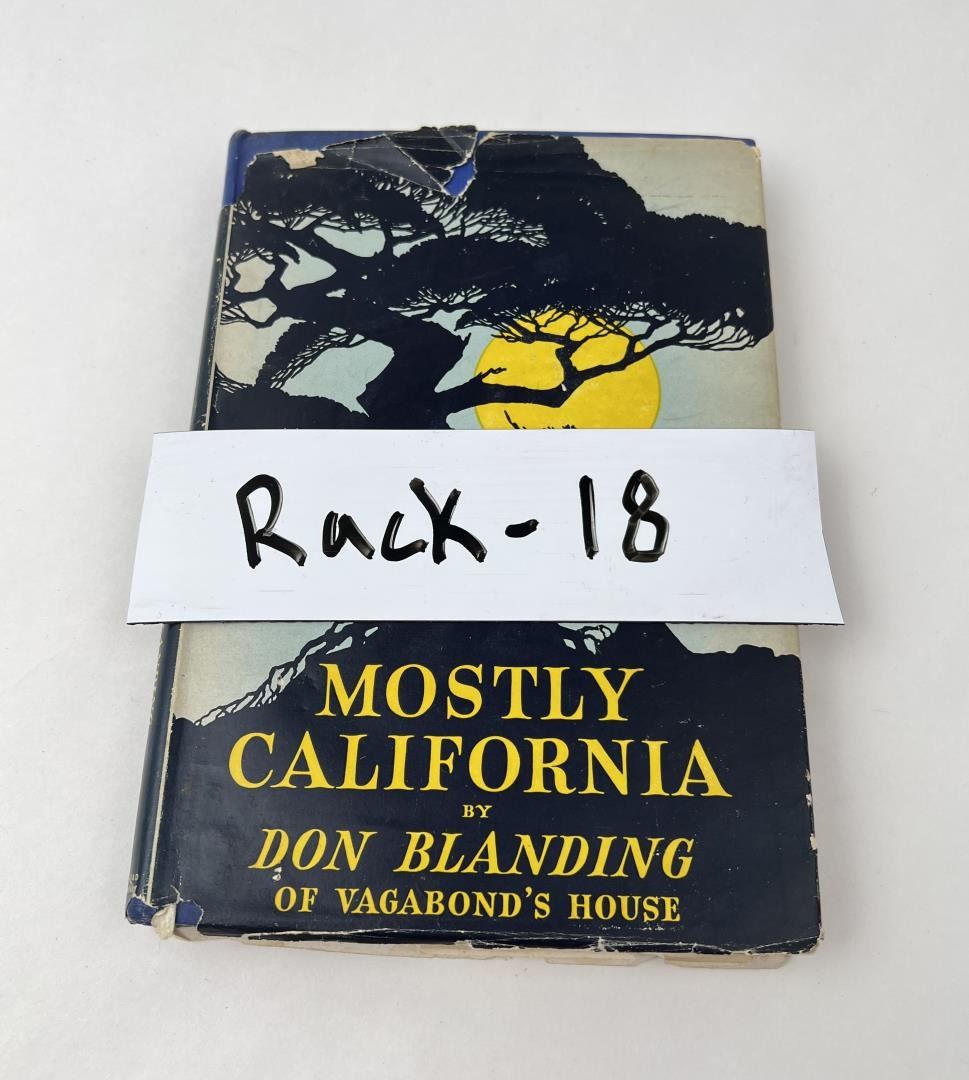 Rack-18
MOSTLY
CALIFORNIA
BY
DON BLANDING
OF VAGABOND'S HOUSE